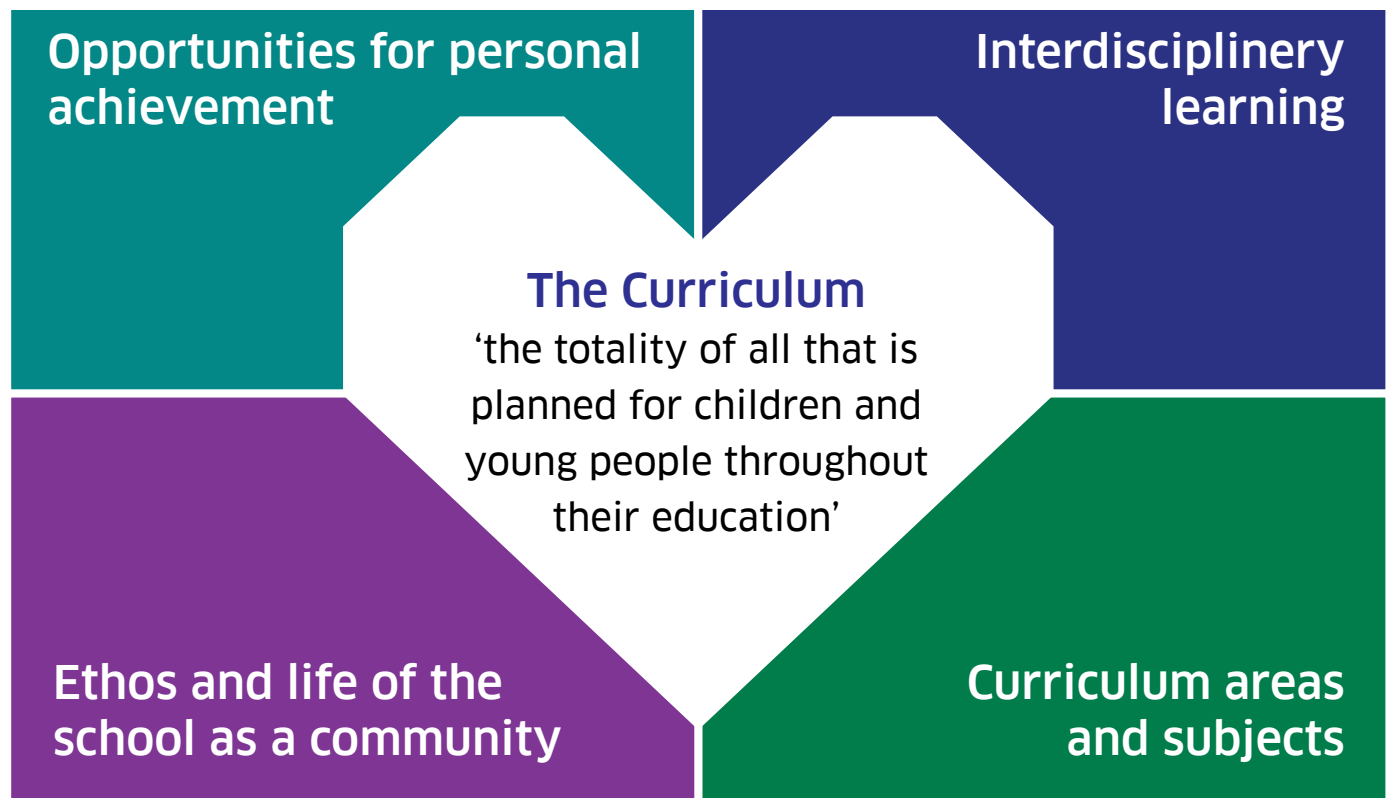 Opportunities for personal
achievement
Interdisciplinery
learning
The Curriculum
‘the totality of all that is
planned for children and
young people throughout
their education’
Ethos and life of the
school as a community
Curriculum areas
and subjects